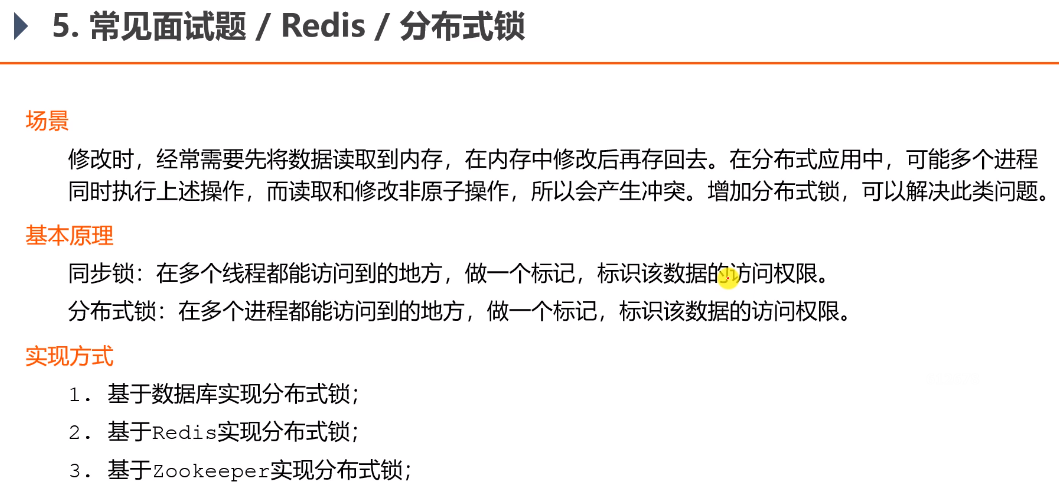 5. 常见面试题 / Redis / 分布式锁
场景
修改时，经常需要先将数据读取到内存，在内存中修改后再存回去。在分布式应用中，可能多个进程
同时执行上述操作，而读取和修改非原子操作，所以会产生冲突。增加分布式锁，可以解决此类问题。
基本原理
同步锁：在多个线程都能访问到的地方，做一个标记，标识该数据的访问权限。
分布式锁：在多个进程都能访问到的地方，做一个标记，标识该数据的访问权限。
实现方式
1. 基于数据库实现分布式锁；
2. 基于Redis实现分布式锁；
3. 基于Zookeeper实现分布式锁；